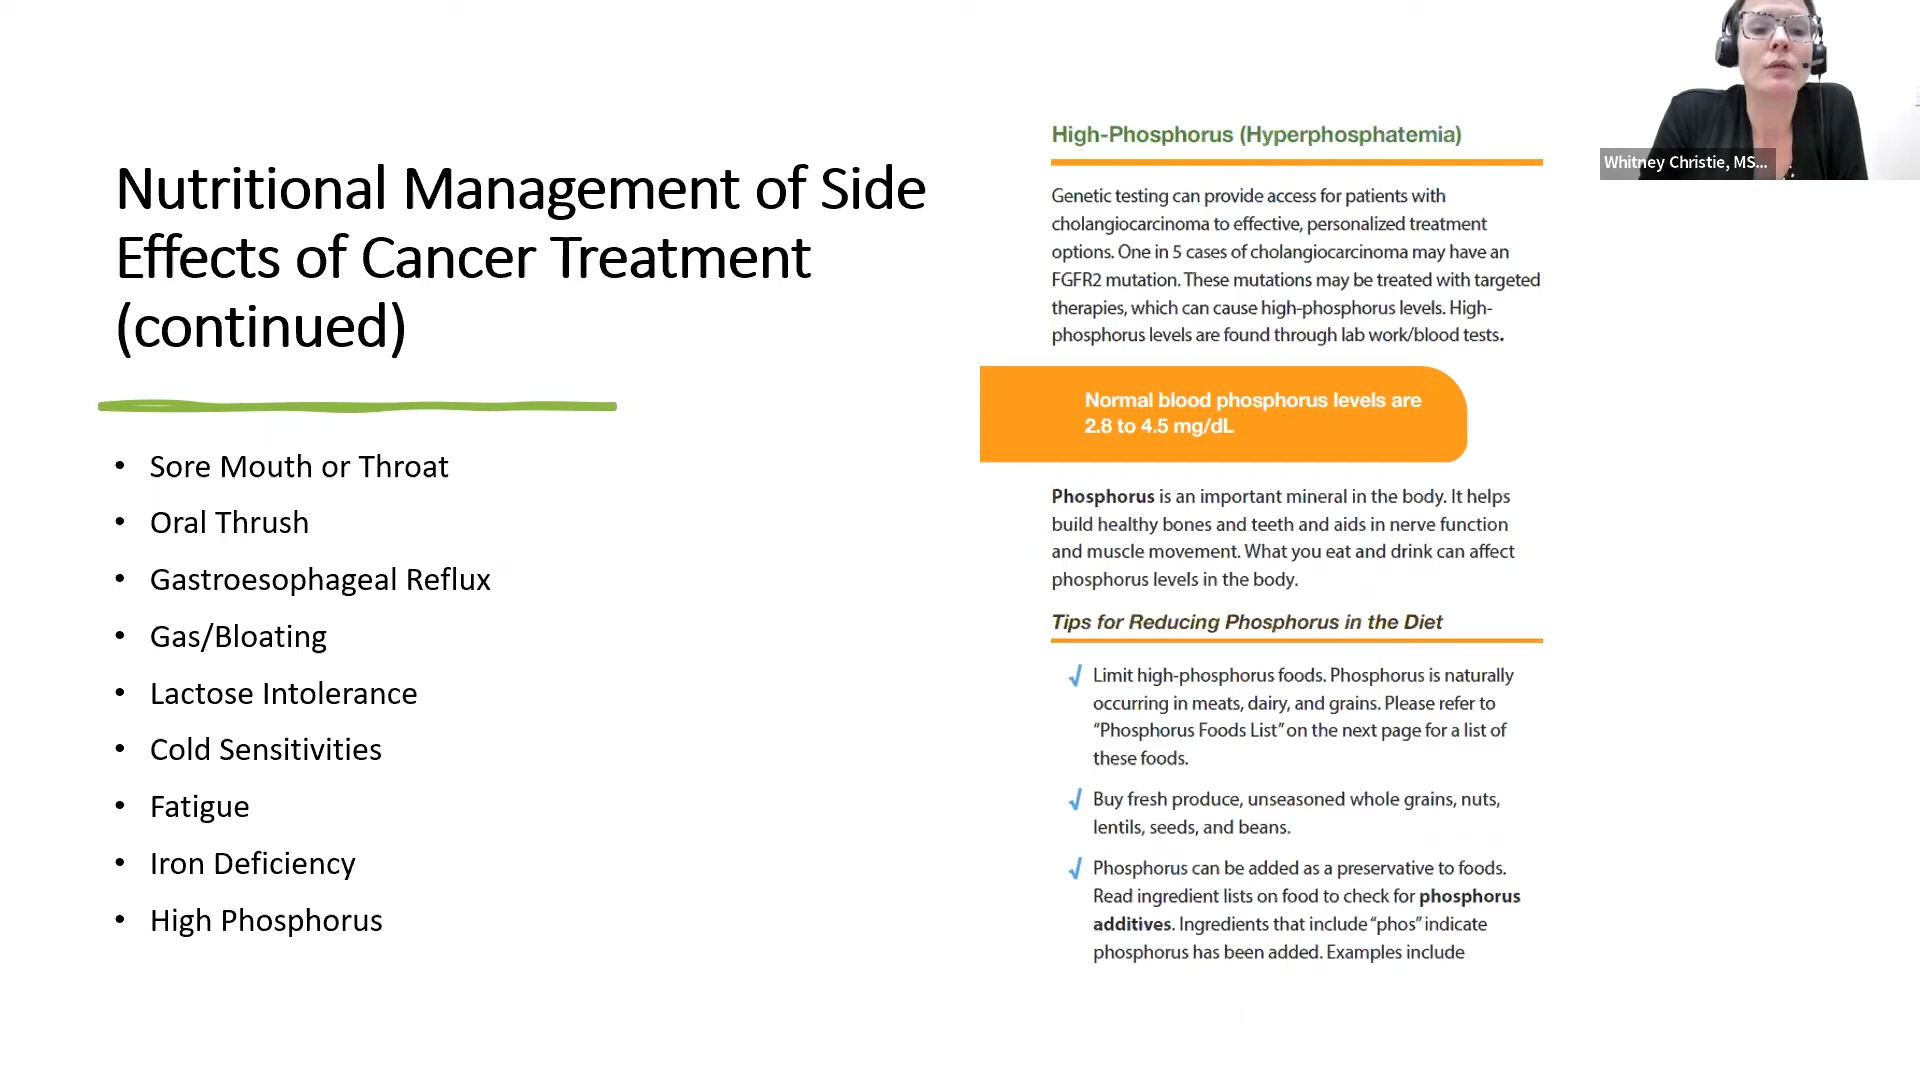 Nutritional Management of Side
Effects of Cancer Treatment
(continued)
• Sore Mouth or Throat
• Oral Thrush
• Gastroesophageal Reflux
• Gas/Bloating
• Lactose Intolerance
• Cold Sensitivities
• Fatigue
• Iron Deficiency
• High Phosphorus
High-Phosphorus (Hyperphosphatemia)
Genetic testing can provide access for patients with
cholangiocarcinoma to effective, personalized treatment
options. One in 5 cases of cholangiocarcinoma may have an
FGFR2 mutation. These mutations may be treated with targeted
therapies, which can cause high-phosphorus levels. High-
phosphorus levels are found through lab work/blood tests.
Normal blood phosphorus levels are
2.8 to 4.5 mg/dL
Phosphorus is an important mineral in the body. It helps
build healthy bones and teeth and aids in nerve function
and muscle movement. What you eat and drink can affect
phosphorus levels in the body.
Tips for Reducing Phosphorus in the Diet
√ Limit high-phosphorus foods. Phosphorus is naturally
occurring in meats, dairy, and grains. Please refer to
“Phosphorus Foods List” on the next page for a list of
these foods.
√ Buy fresh produce, unseasoned whole grains, nuts,
lentils, seeds, and beans.
√ Phosphorus can be added as a preservative to foods.
Read ingredient lists on food to check for phosphorus
additives. Ingredients that include “phos” indicate
phosphorus has been added. Examples include
Whitney Christie, MS...